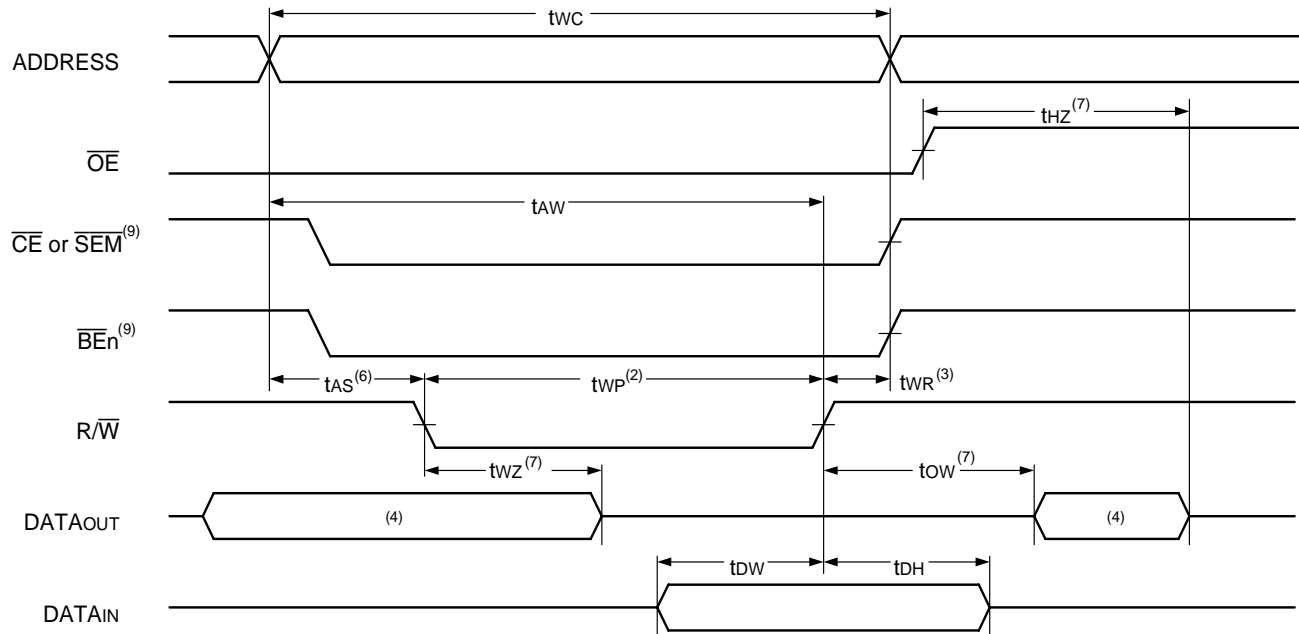 tWC
ADDRESS
tHZ(7)
OE
tAW
CE or SEM(9)
BEn(9)
tAS(6) tWP(2) tWR(3)
R/W
tWZ(7) tOW(7)
DATAOUT (4) (4)
tDW tDH
DATAIN